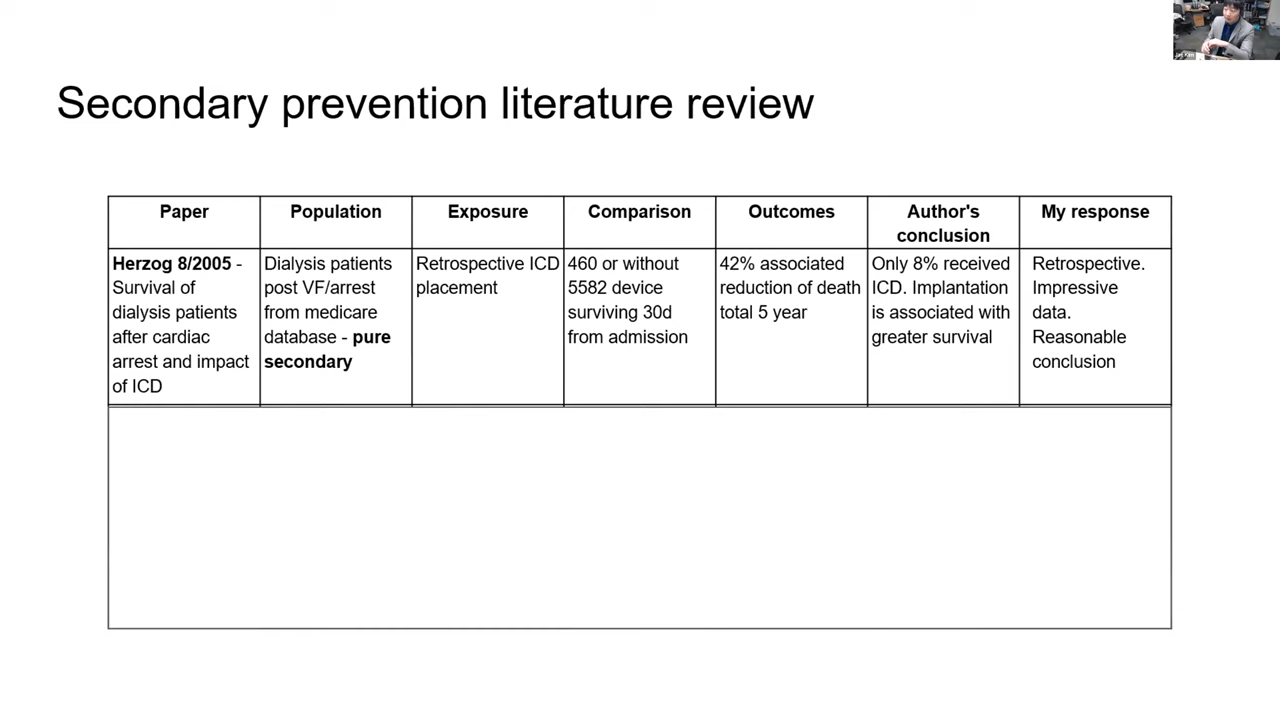 Secondary prevention literature review
Paper
Population
Exposure
Comparison
Outcomes
Author's
conclusion
My response
Herzog 8/2005 -
Survival of
dialysis patients
after cardiac
arrest and impact
of ICD
Dialysis patients
post VF/arrest
from medicare
database - pure
secondary
Retrospective ICD
placement
460 or without
5582 device
surviving 30d
from admission
42% associated
reduction of death
total 5 year
Only 8% received
ICD. Implantation
is associated with
greater survival
Retrospective.
Impressive
data.
Reasonable
conclusion